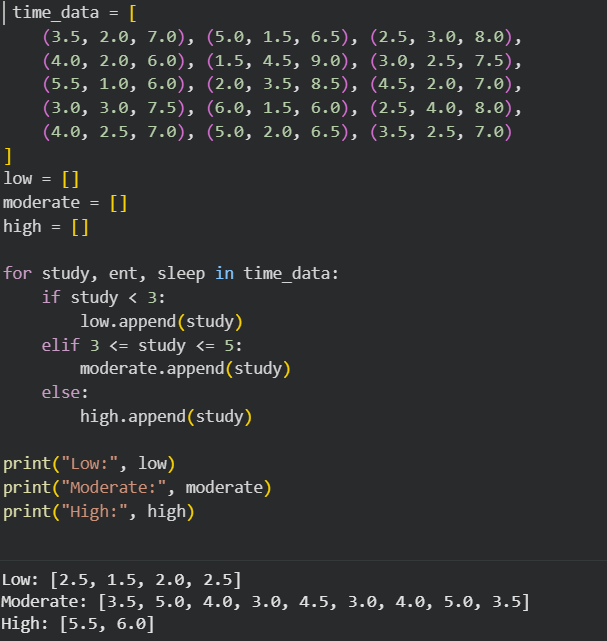 time_data = [
    (3.5, 2.0, 7.0), (5.0, 1.5, 6.5), (2.5, 3.0, 8.0),
    (4.0, 2.0, 6.0), (1.5, 4.5, 9.0), (3.0, 2.5, 7.5),
    (5.5, 1.0, 6.0), (2.0, 3.5, 8.5), (4.5, 2.0, 7.0),
    (3.0, 3.0, 7.5), (6.0, 1.5, 6.0), (2.5, 4.0, 8.0),
    (4.0, 2.5, 7.0), (5.0, 2.0, 6.5), (3.5, 2.5, 7.0)
]
low = []
moderate = []
high = []
for study, ent, sleep in time_data:
    if study < 3:
        low.append(study)
    elif 3 <= study <= 5:
        moderate.append(study)
    else:
        high.append(study)
print("Low:", low)
print("Moderate:", moderate)
print("High:", high)
Low: [2.5, 1.5, 2.0, 2.5]
Moderate: [3.5, 5.0, 4.0, 3.0, 4.5, 3.0, 4.0, 5.0, 3.5]
High: [5.5, 6.0]